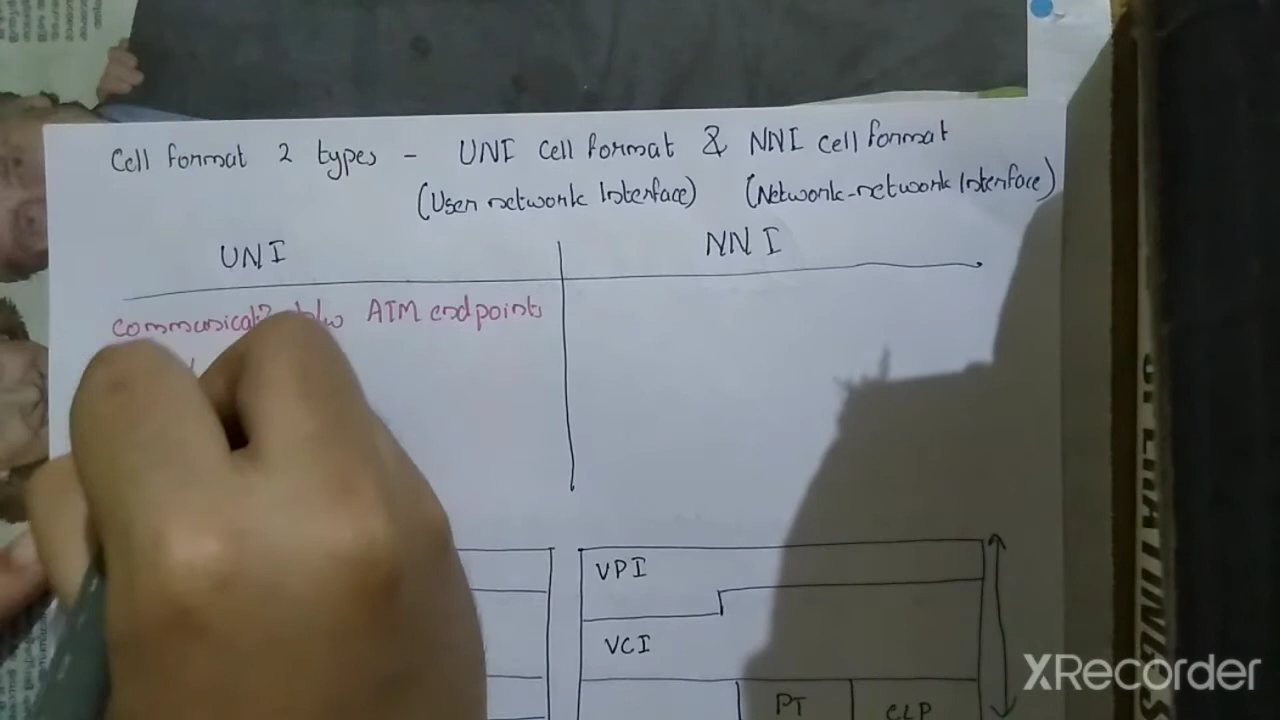 Cell format 2 types - UNI cell format & NNI cell format
(User network Interface) (Network-network Interface)
UNI NNI
ATM endpoints
VPI
VCI
PT CLP
XRecorder